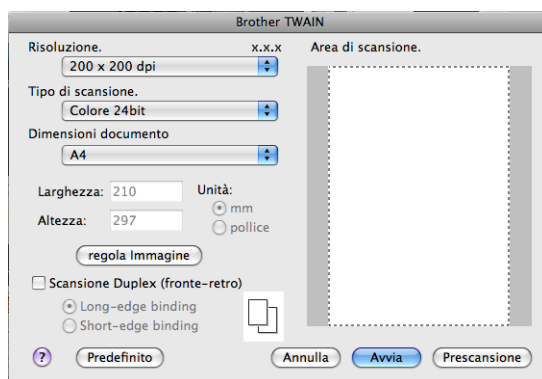 Brother TWAIN
Risoluzione. x.x.x
200 x 200 dpi
Tipo di scansione.
Colore 24bit
Dimensioni documento
A4
Larghezza: 210
Altezza: 297
Unità:
mm
pollice
regola Immagine
Scansione Duplex (fronte-retro)
Long-edge binding
Short-edge binding
Area di scansione.
? Predefinito Annulla Avvia Prescansione